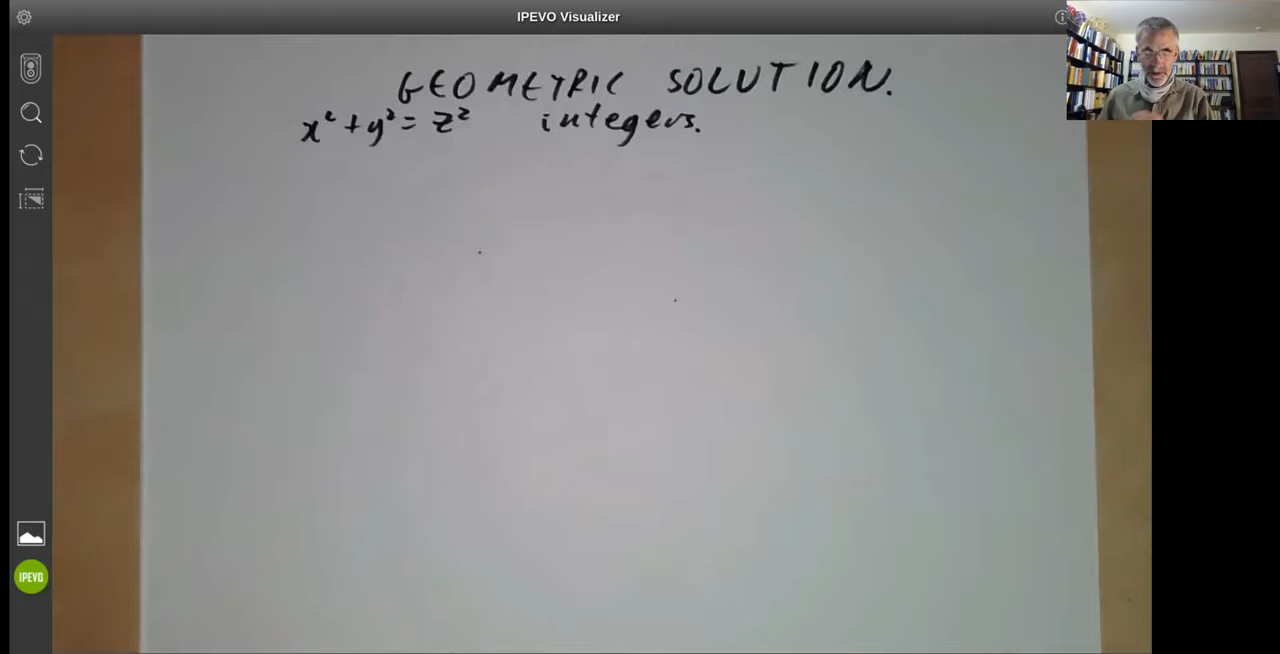 IPEVO Visualizer
GEOMETRIC SOLUTION.
x² + y² = z² integers.
IPEVO